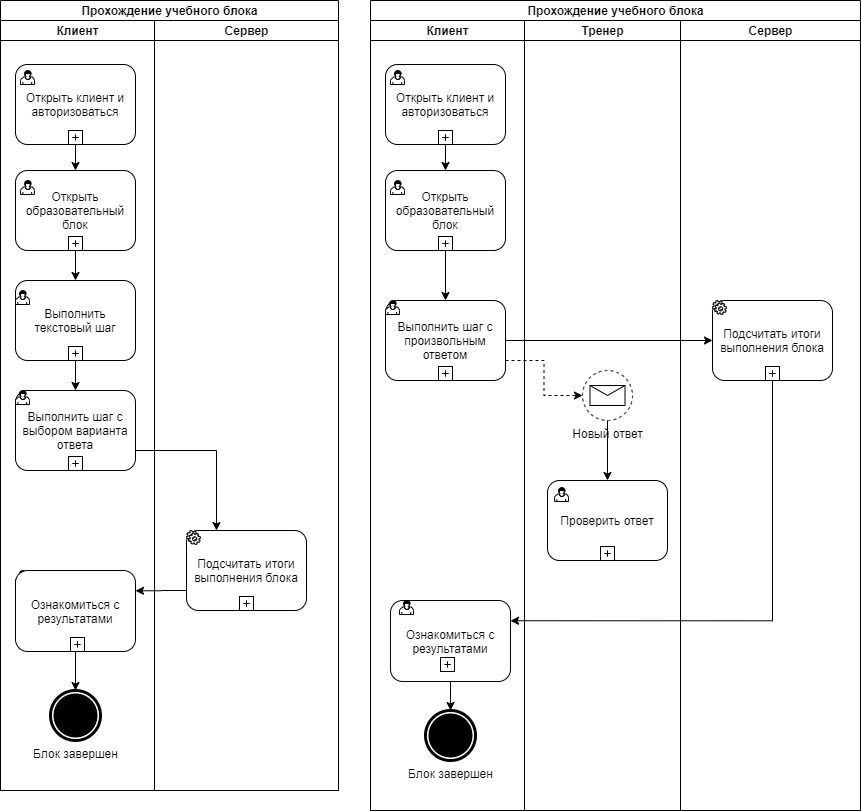 Прохождение учебного блока
Клиент
Сервер
Открыть клиент и
авторизоваться
Открыть
образовательный
блок
Выполнить
текстовый шаг
Выполнить шаг с
выбором варианта
ответа
Подсчитать итоги
выполнения блока
Ознакомиться с
результатами
Блок завершен
Прохождение учебного блока
Клиент
Тренер
Сервер
Открыть клиент и
авторизоваться
Открыть
образовательный
блок
Выполнить шаг с
произвольным
ответом
Подсчитать итоги
выполнения блока
Новый ответ
Проверить ответ
Ознакомиться с
результатами
Блок завершен